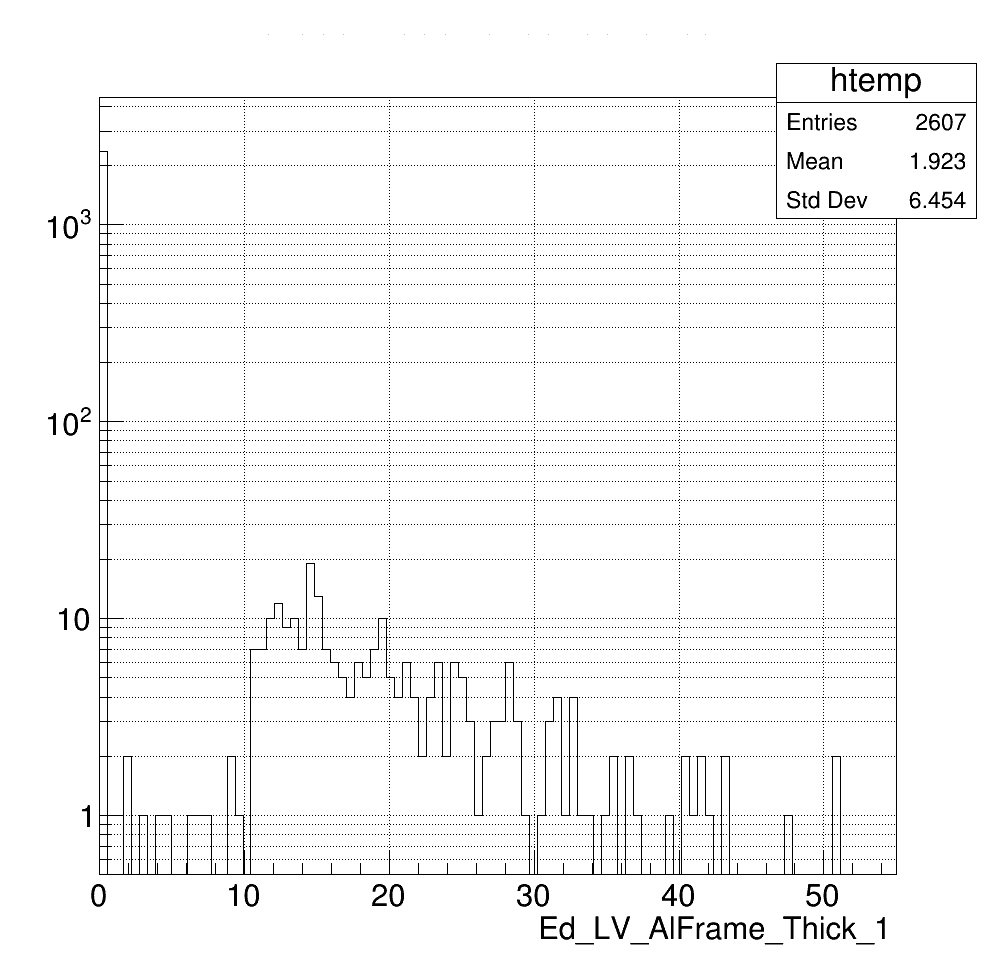 htemp
Entries 2607
Mean 1.923
Std Dev 6.454
10³
10²
10
1
0 10 20 30 40 50
Ed_LV_AlFrame_Thick_1